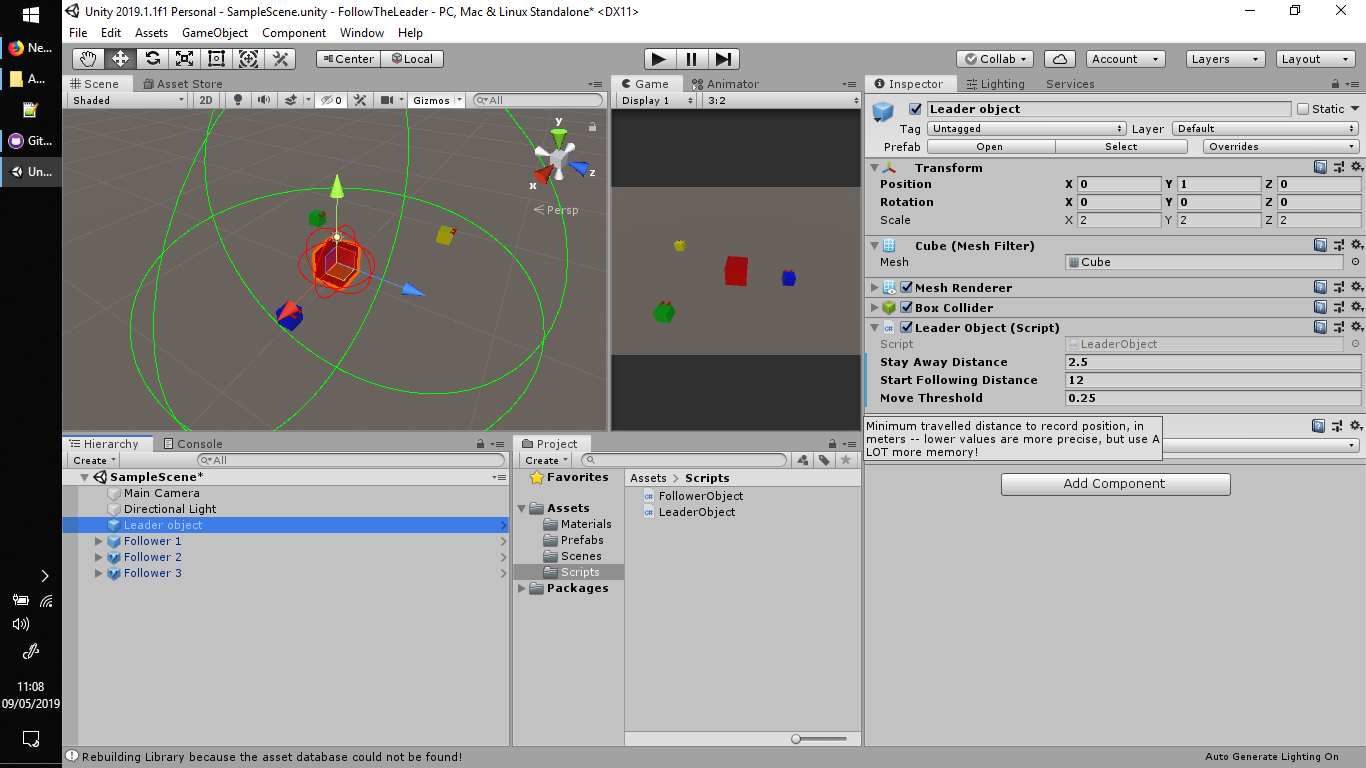 Unity 2019.1.1f1 Personal - SampleScene.unity - FollowTheLeader - PC, Mac & Linux Standalone* <DX11>
File Edit Assets GameObject Component Window Help
Center Local
Collab Account Layers Layout
Scene Asset Store
Shaded 2D 0 Gizmos All
y
x
z
Persp
Game Animator
Display 1 3:2
Inspector Lighting Services
Leader object Static
Tag Untagged Layer Default
Prefab Open Select Overrides
Transform
Position X 0 Y 1 Z 0
Rotation X 0 Y 0 Z 0
Scale X 2 Y 2 Z 2
Cube (Mesh Filter)
Mesh Cube
Mesh Renderer
Box Collider
Leader Object (Script)
Script LeaderObject
Stay Away Distance 2.5
Start Following Distance 12
Move Threshold 0.25
Minimum travelled distance to record position, in
meters -- lower values are more precise, but use A
LOT more memory!
Add Component
Hierarchy Console
Create All
SampleScene*
Main Camera
Directional Light
Leader object
Follower 1
Follower 2
Follower 3
Project
Create
Favorites
Assets
Materials
Prefabs
Scenes
Scripts
Packages
Assets > Scripts
FollowerObject
LeaderObject
Rebuilding Library because the asset database could not be found!
Auto Generate Lighting On
Ne...
A...
Git...
Un...
11:08
09/05/2019